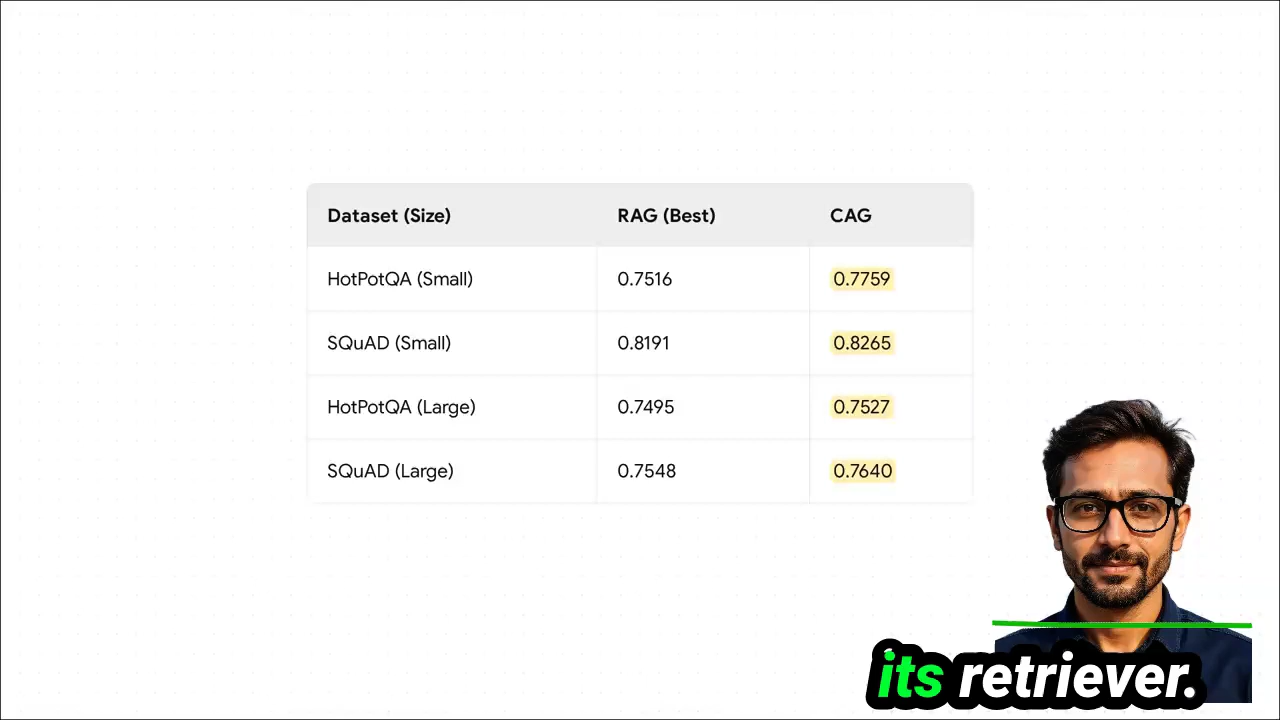 Dataset (Size) RAG (Best) CAG
HotPotQA (Small) 0.7516 0.7759
SQuAD (Small) 0.8191 0.8265
HotPotQA (Large) 0.7495 0.7527
SQuAD (Large) 0.7548 0.7640
its retriever.